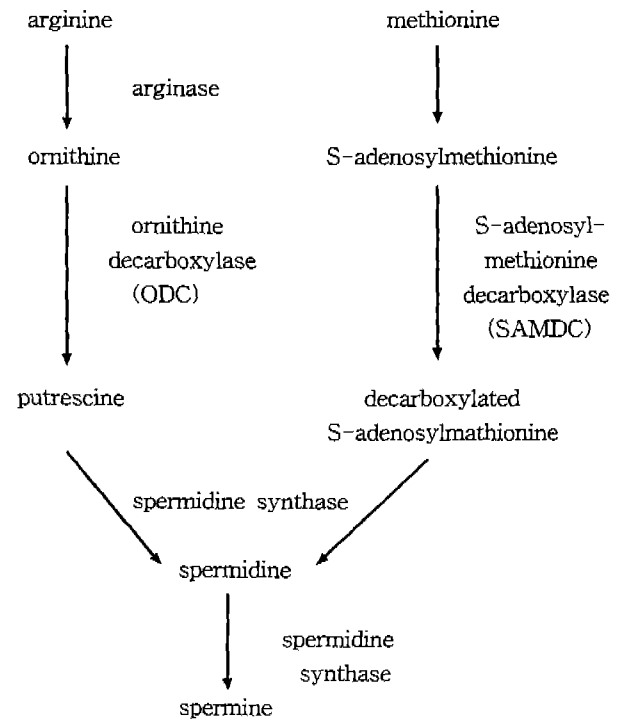 arginine
methionine
arginase
ornithine
S-adenosylmethionine
ornithine
decarboxylase
(ODC)
S-adenosyl-
methionine
decarboxylase
(SAMDC)
putrescine
decarboxylated
S-adenosylmathionine
spermidine synthase
spermidine
spermidine
synthase
spermine